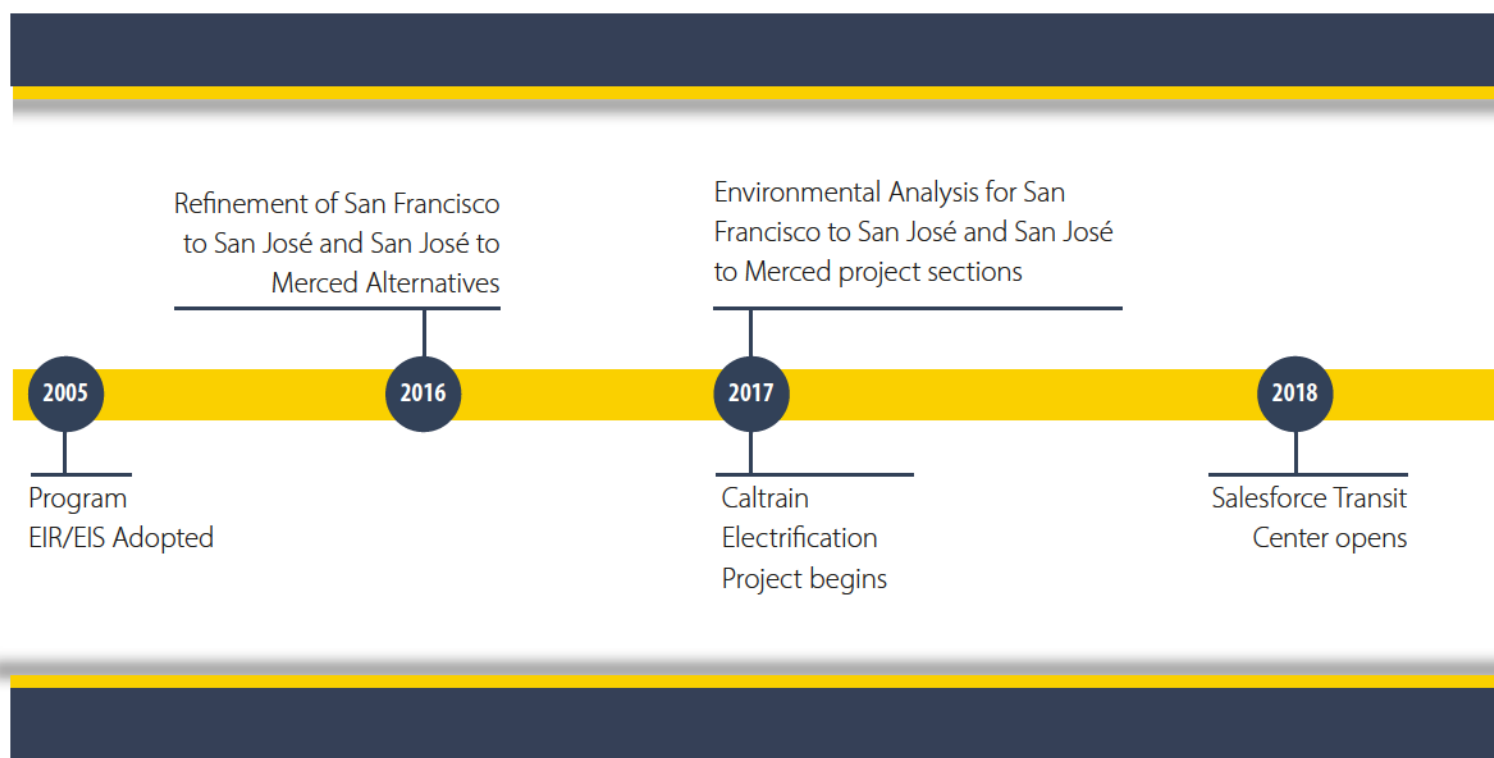 Refinement of San Francisco
to San José and San José to
Merced Alternatives
Environmental Analysis for San
Francisco to San José and San José
to Merced project sections
2005
2016
2017
2018
Program
EIR/EIS Adopted
Caltrain
Electrification
Project begins
Salesforce Transit
Center opens